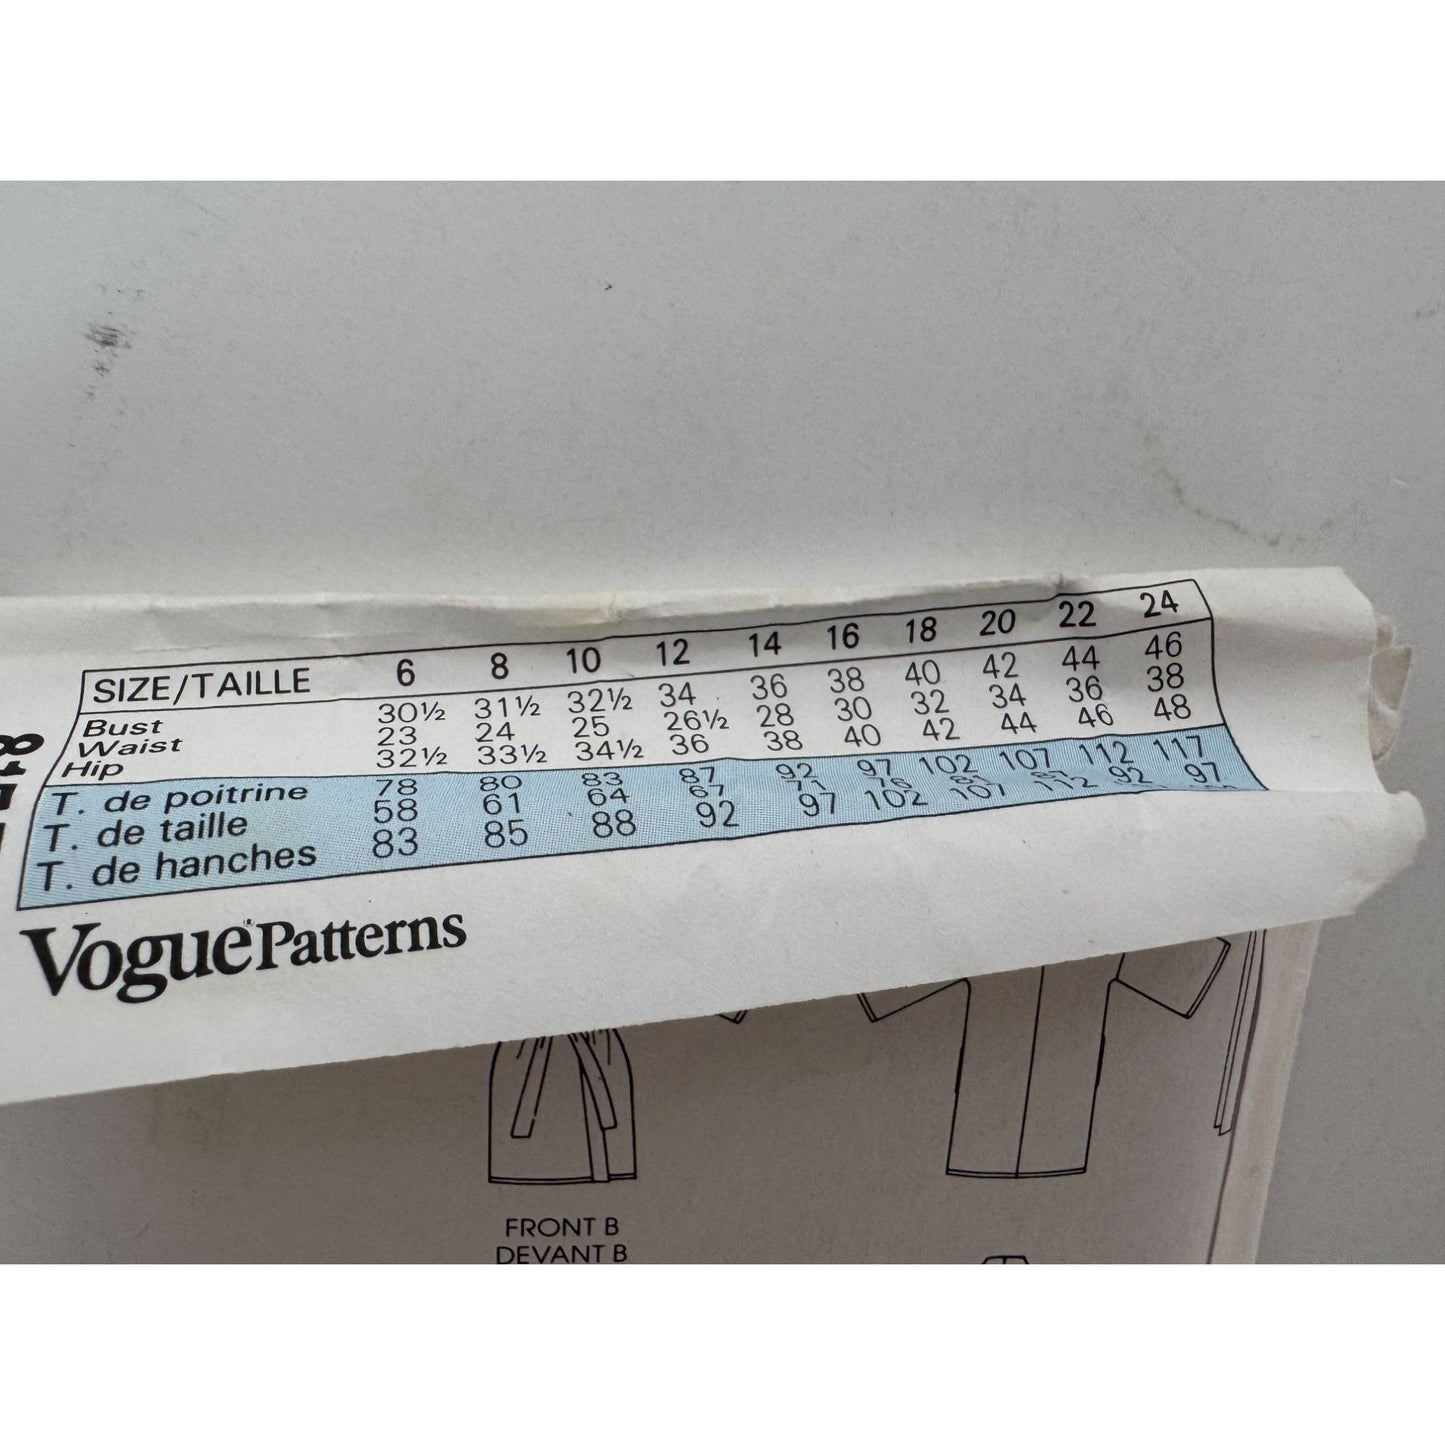 SIZE/TAILLE 6 8 10 12 14 16 18 20 22 24
Bust 30½ 31½ 32½ 34 36 38 40 42 44 46
Waist 23 24 25 26½ 28 30 32 34 36 38
Hip 32½ 33½ 34½ 36 38 40 42 44 46 48
T. de poitrine 78 80 83 87 92 97 102 107 112 117
T. de taille 58 61 64 67 71 76 81 87 92 97
T. de hanches 83 85 88 92 97 102 107 112
Vogue Patterns
FRONT B
DEVANT B